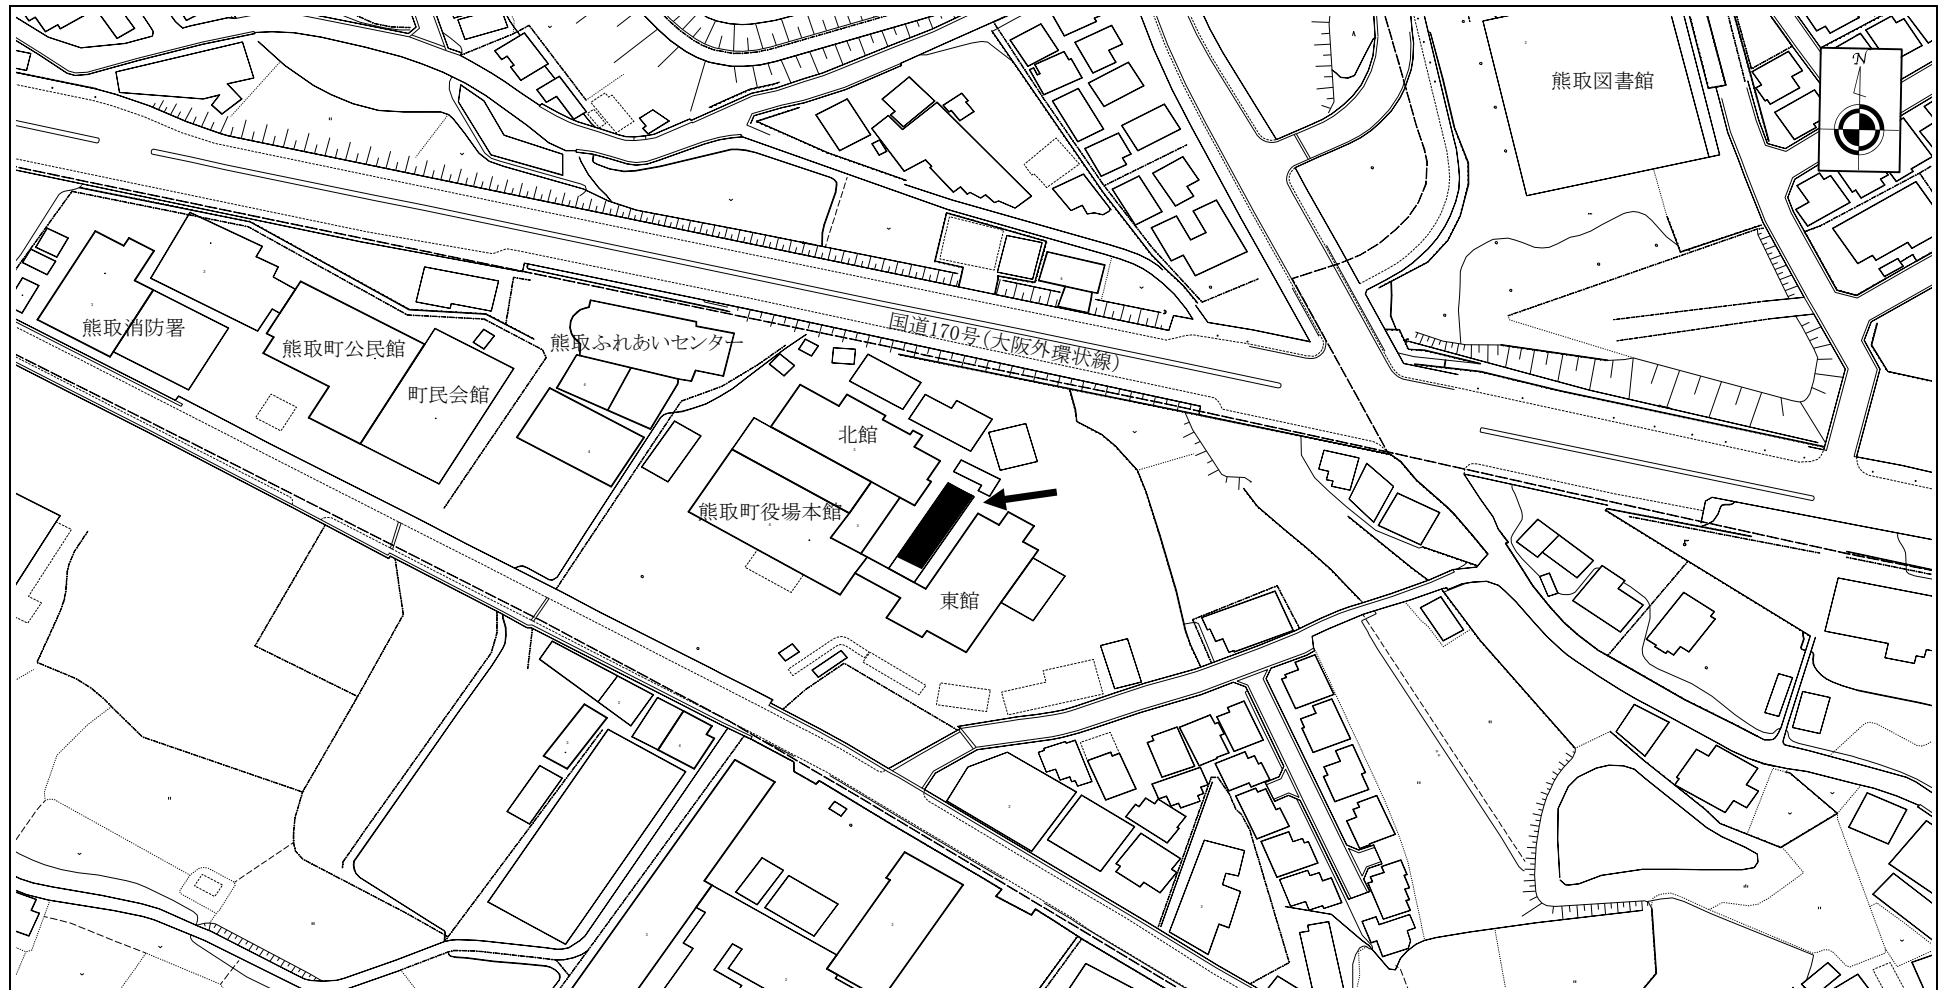 熊取図書館
N
国道170号(大阪外環状線)
熊取消防署
熊取町公民館
熊取ふれあいセンター
町民会館
北館
熊取町役場本館
東館